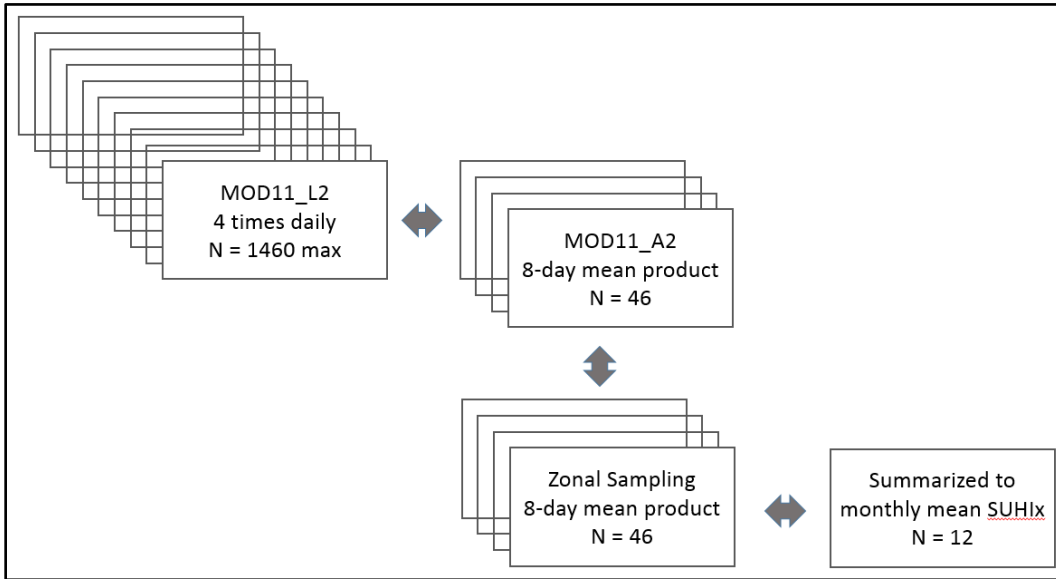 MOD11_L2
4 times daily
N = 1460 max
MOD11_A2
8-day mean product
N = 46
Zonal Sampling
8-day mean product
N = 46
Summarized to
monthly mean SUHIx
N = 12